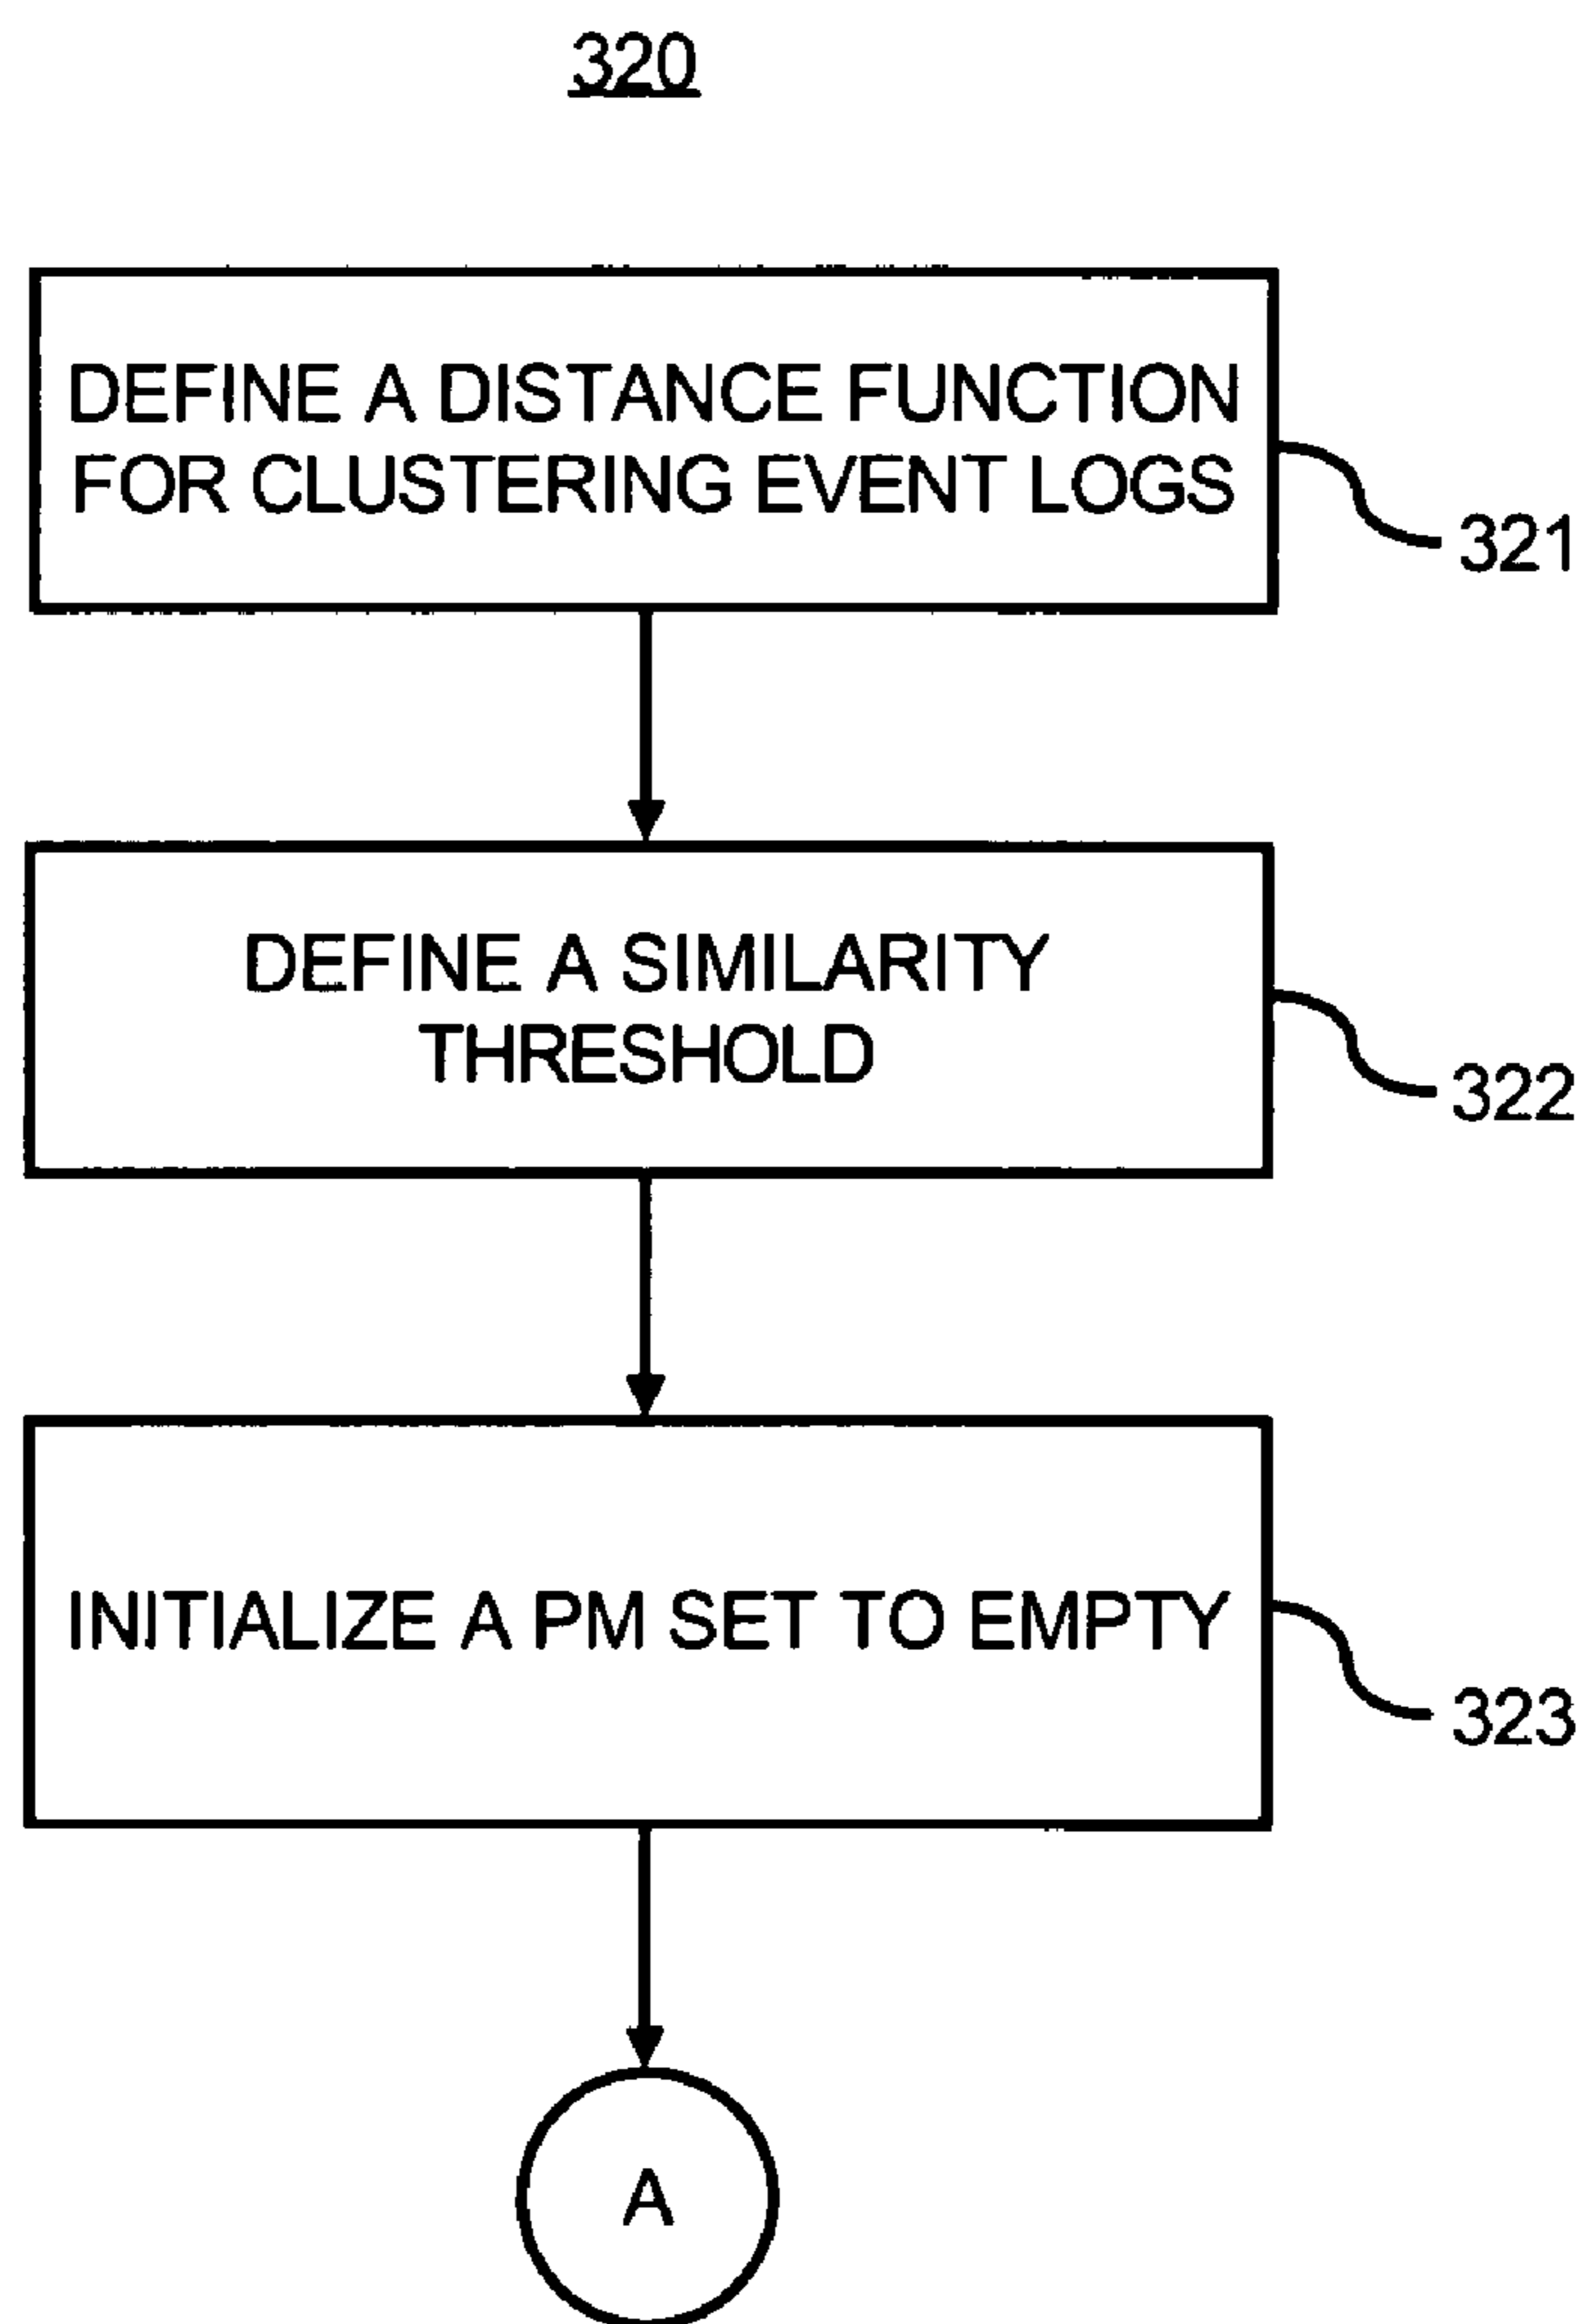 320
DEFINE A DISTANCE FUNCTION
FOR CLUSTERING EVENT LOGS
321
DEFINE A SIMILARITY
THRESHOLD
322
INITIALIZE A PM SET TO EMPTY
323
A